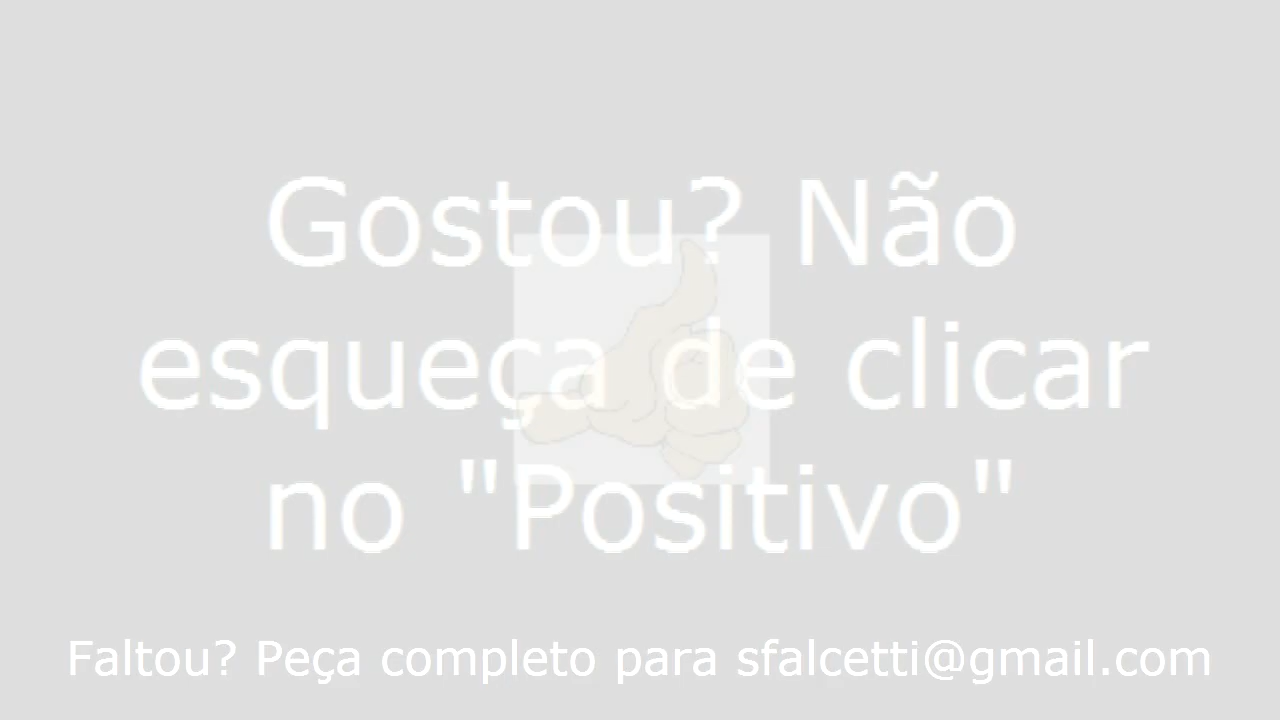 Gostou? Não
esqueça de clicar
no "Positivo"
Faltou? Peça completo para sfalcetti@gmail.com